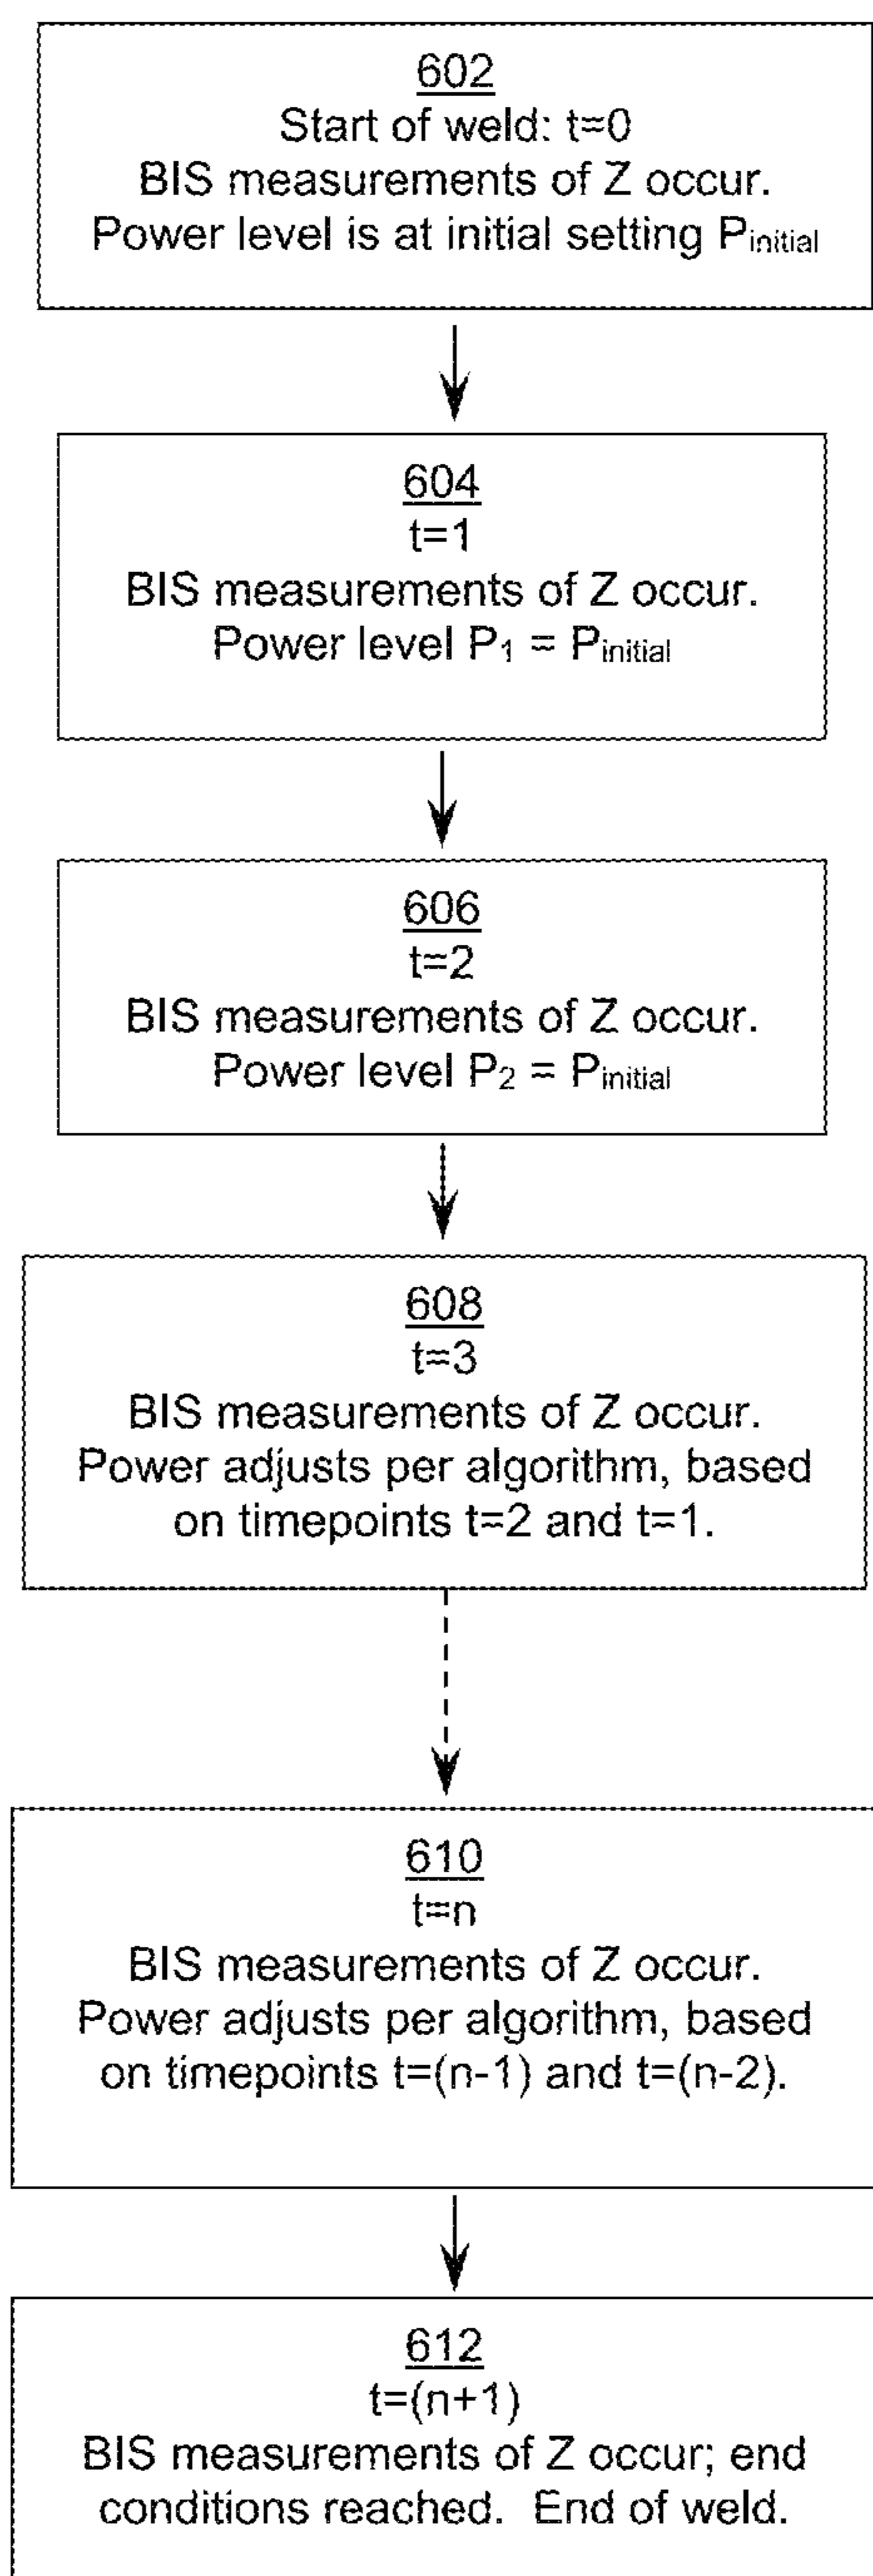 602
Start of weld: t=0
BIS measurements of Z occur.
Power level is at initial setting Pinitial
604
t=1
BIS measurements of Z occur.
Power level P1 = Pinitial
606
t=2
BIS measurements of Z occur.
Power level P2 = Pinitial
608
t=3
BIS measurements of Z occur.
Power adjusts per algorithm, based
on timepoints t=2 and t=1.
610
t=n
BIS measurements of Z occur.
Power adjusts per algorithm, based
on timepoints t=(n-1) and t=(n-2).
612
t=(n+1)
BIS measurements of Z occur; end
conditions reached. End of weld.